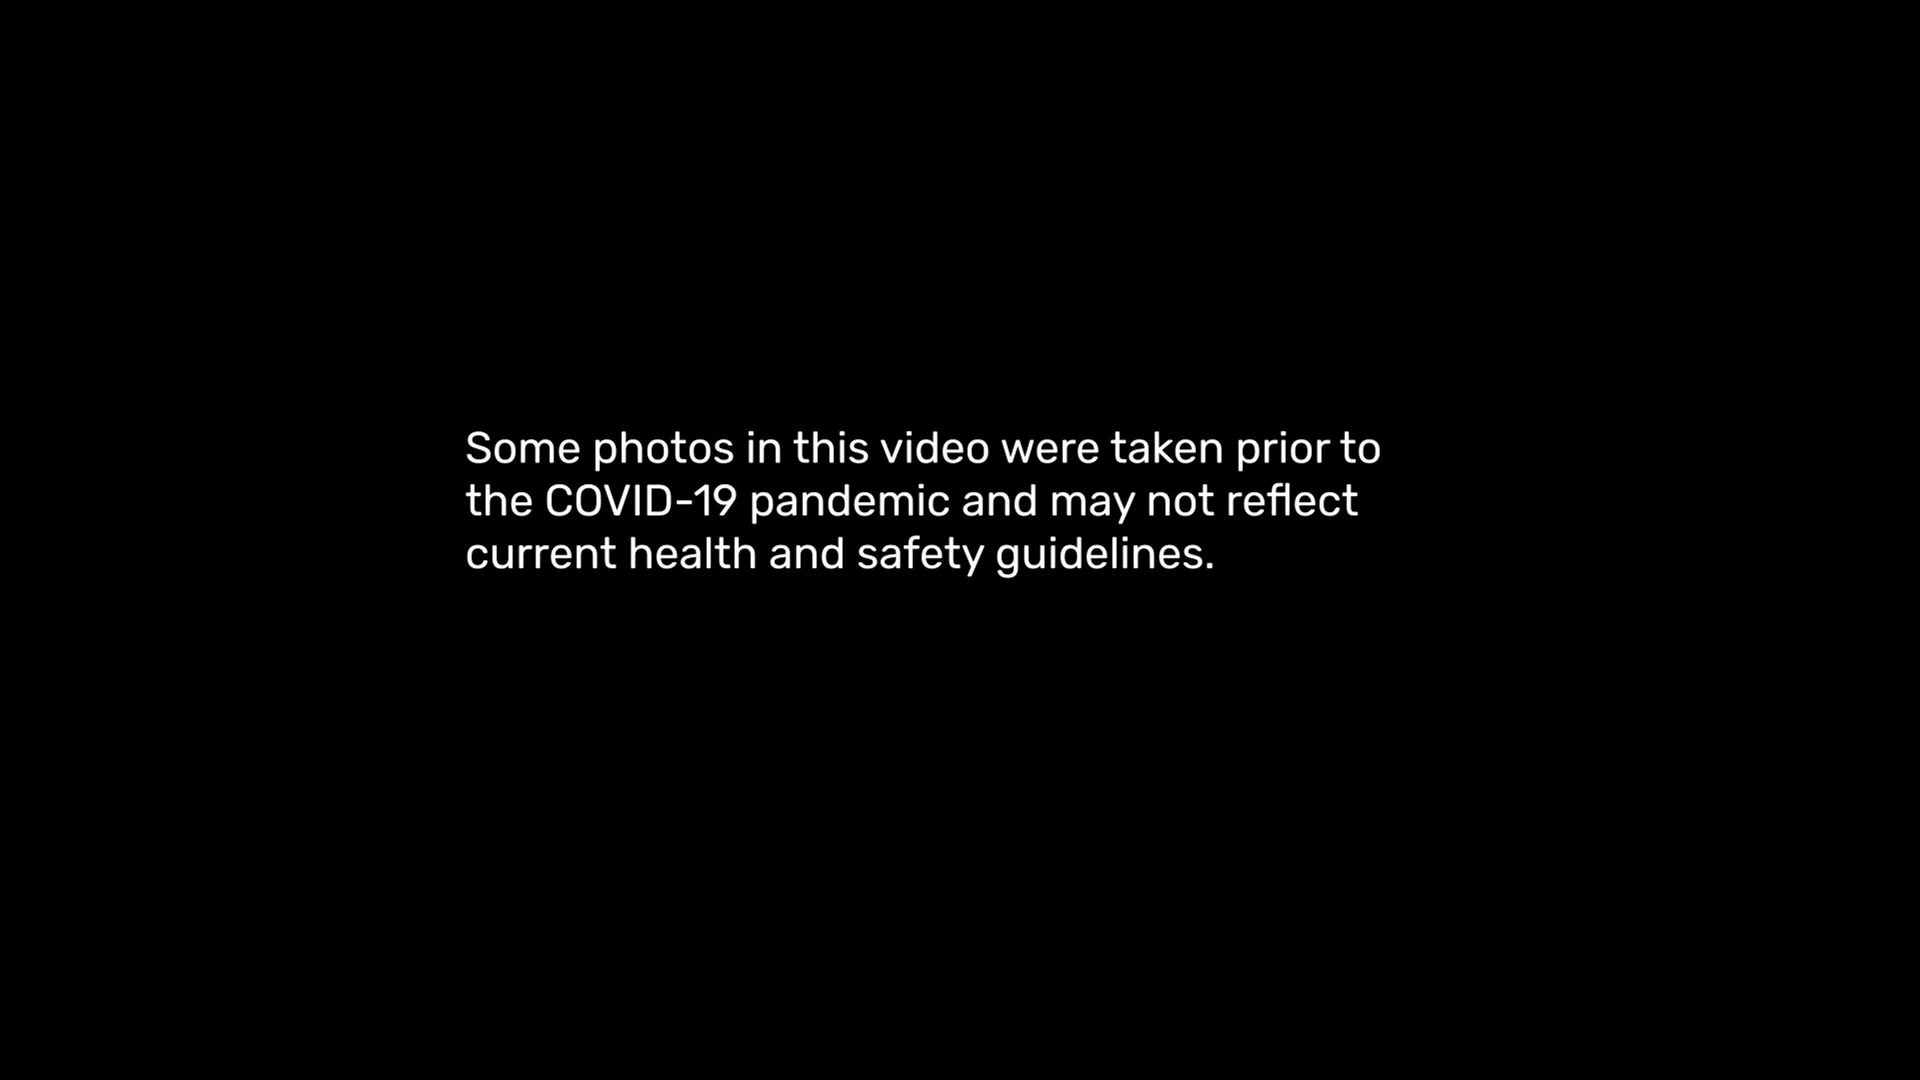 Some photos in this video were taken prior to
the COVID-19 pandemic and may not reflect
current health and safety guidelines.